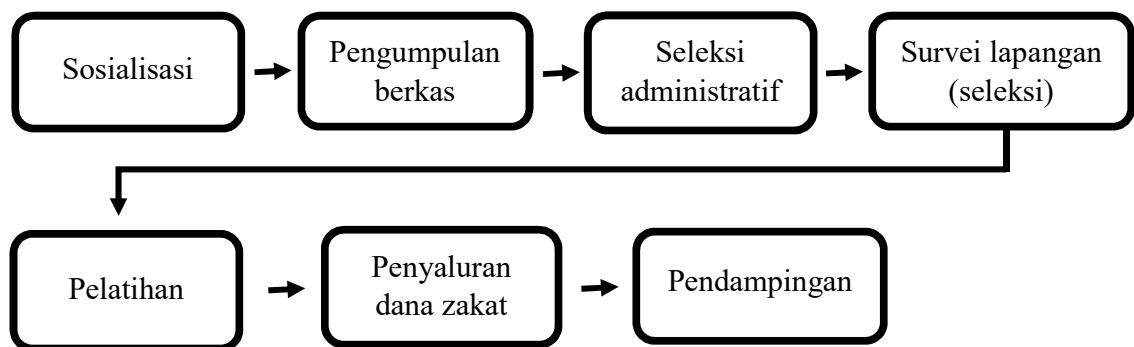 Sosialisasi
Pengumpulan
berkas
Seleksi
administratif
Survei lapangan
(seleksi)
Pelatihan
Penyaluran
dana zakat
Pendampingan